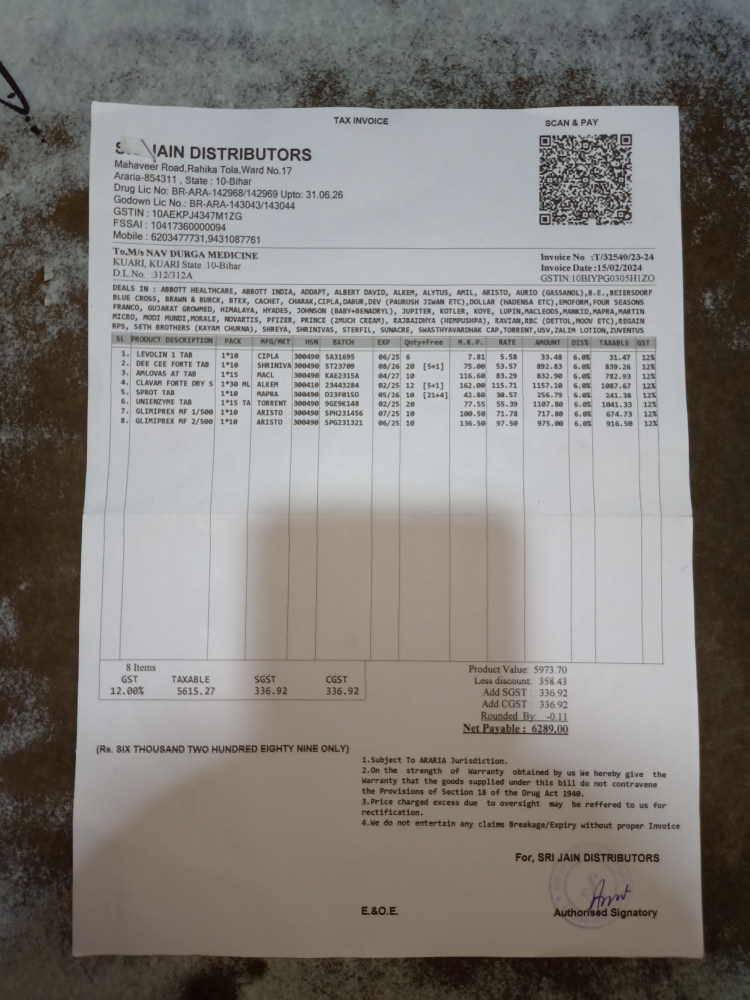 TAX INVOICE
SCAN & PAY
JAIN DISTRIBUTORS
Mahaveer Road,Rahika Tola,Ward No.17
Araria-854311 , State : 10-Bihar
Drug Lic No: BR-ARA-142968/142969 Upto: 31.06.26
Godown Lic No.: BR-ARA-143043/143044
GSTIN : 10AEKPJ4347M1ZG
FSSAI : 10417360000094
Mobile : 6203477731,9431087761
To,M/s NAV DURGA MEDICINE
KUARI, KUARI State :10-Bihar
D.L No. :312/312A
Invoice No :T/32540/23-24
Invoice Date :15/02/2024
GSTIN:10BIYPG0305H1ZO
DEALS IN : ABBOTT HEALTHCARE, ABBOTT INDIA, ADDAPT, ALBERT DAVID, ALKEM, ALYTUS, AMIL, ARISTO, AURIO (GASSANOL),B.E.,BEIERSDORF
BLUE CROSS, BRAWN & BURCK, BTEX, CACHET, CHARAK,CIPLA,DABUR,DEV (PAURUSH JIWAN ETC),DOLLAR (HADENSA ETC),EMOFORM,FOUR SEASONS
FRANCO, GUJARAT GROWMED, HIMALAYA, HYADES, JOHNSON (BABY+BENADRYL), JUPITER, KOTLER, KOYE, LUPIN,MACLEODS,MANKID,MAPRA,MARTIN
MICRO, MODI MUNDI,MORALE, NOVARTIS, PFIZER, PRINCE (2MUCH CREAM), RAJBAIDHYA (HEMPUSHPA), RAVIAN,RBC (DETTOL,MOOV ETC),REGAIN
RPS, SETH BROTHERS (KAYAM CHURNA), SHREYA, SHRINIVAS, STERFIL, SUNACRE, SWASTHYAVARDHAK CAP,TORRENT,USV,ZALIM LOTION,ZUVENTUS
SL PRODUCT DESCRIPTION PACK MFG/MKT HSN BATCH EXP Qnty+Free M.R.P. RATE AMOUNT DIS% TAXABLE GST
1. LEVOLIN 1 TAB 1*10 CIPLA 300490 SA31695 06/25 6 7.81 5.58 33.48 6.0% 31.47 12%
2. DEE CEE FORTE TAB 1*10 SHRINIVA 300490 ST23709 08/26 20 [5+1] 75.00 53.57 892.83 6.0% 839.26 12%
3. AMLOVAS AT TAB 1*15 MACL 300490 KAE2315A 04/27 10 116.60 83.29 832.90 6.0% 782.93 12%
4. CLAVAM FORTE DRY S 1*30 ML ALKEM 300410 23443284 02/25 12 [5+1] 162.00 115.71 1157.10 6.0% 1087.67 12%
5. SPROT TAB 1*10 MAPRA 300490 D23F015D 05/26 10 [21+4] 42.80 30.57 256.79 6.0% 241.38 12%
6. UNIENZYME TAB 1*15 TA TORRENT 300490 9GE9K148 02/25 20 77.55 55.39 1107.80 6.0% 1041.33 12%
7. GLIMIPREX MF 1/500 1*10 ARISTO 300490 SPH231456 07/25 10 100.50 71.78 717.80 6.0% 674.73 12%
8. GLIMIPREX MF 2/500 1*10 ARISTO 300490 SPG231321 06/25 10 136.50 97.50 975.00 6.0% 916.50 12%
8 Items
GST TAXABLE SGST CGST
12.00% 5615.27 336.92 336.92
Product Value: 5973.70
Less discount: 358.43
Add SGST : 336.92
Add CGST : 336.92
Rounded By: -0.11
Net Payable : 6289.00
(Rs. SIX THOUSAND TWO HUNDRED EIGHTY NINE ONLY)
1.Subject To ARARIA Jurisdiction.
2.On the strength of Warranty obtained by us We hereby give the
Warranty that the goods supplied under this bill do not contravene
the Provisions of Section 18 of the Drug Act 1940.
3.Price charged excess due to oversight may be reffered to us for
rectification.
4.We do not entertain any claims Breakage/Expiry without proper Invoice
For, SRI JAIN DISTRIBUTORS
Authorised Signatory
E.&O.E.